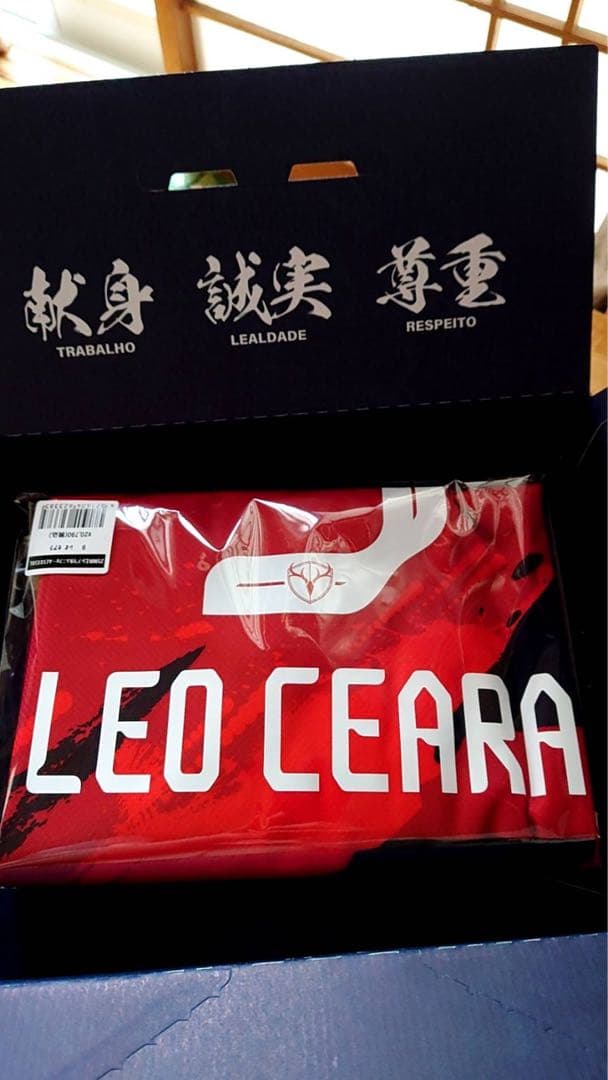 献身 誠実 尊重
TRABALHO LEALDADE RESPEITO
LEO CEARA